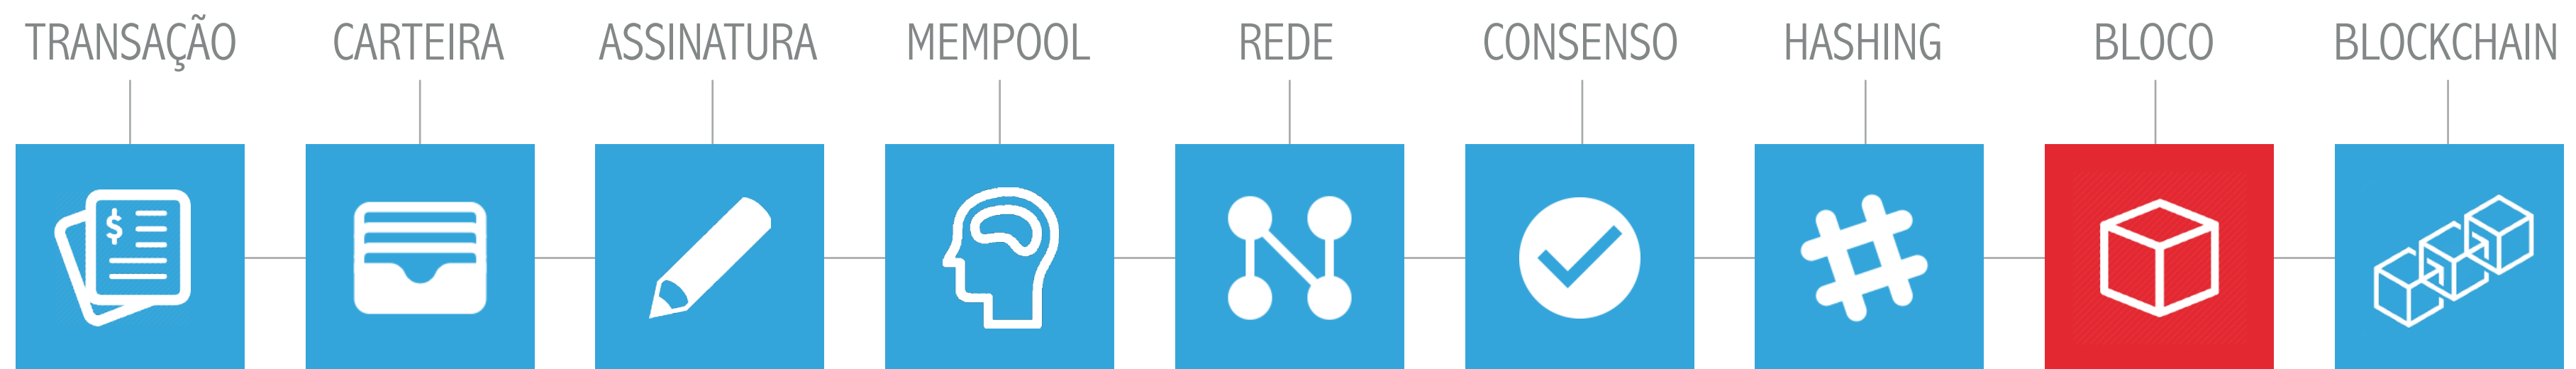 TRANSAÇÃO CARTEIRA ASSINATURA MEMPOOL REDE CONSENSO HASHING BLOCO BLOCKCHAIN
$